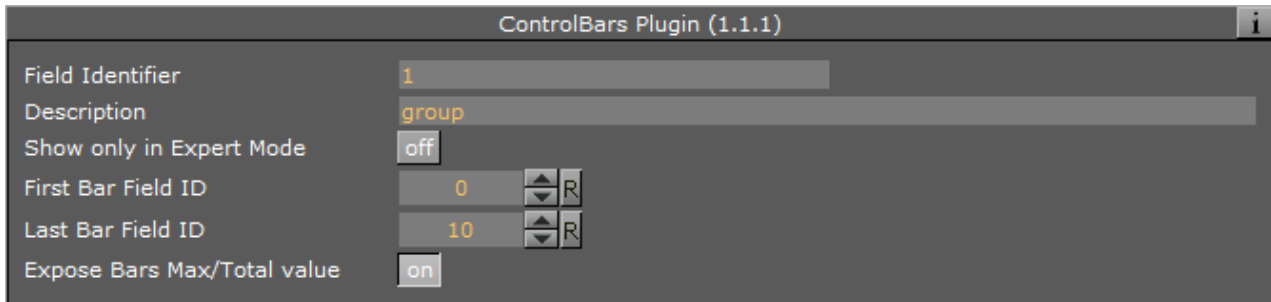 ControlBars Plugin (1.1.1) i
Field Identifier 1
Description group
Show only in Expert Mode off
First Bar Field ID 0 R
Last Bar Field ID 10 R
Expose Bars Max/Total value on